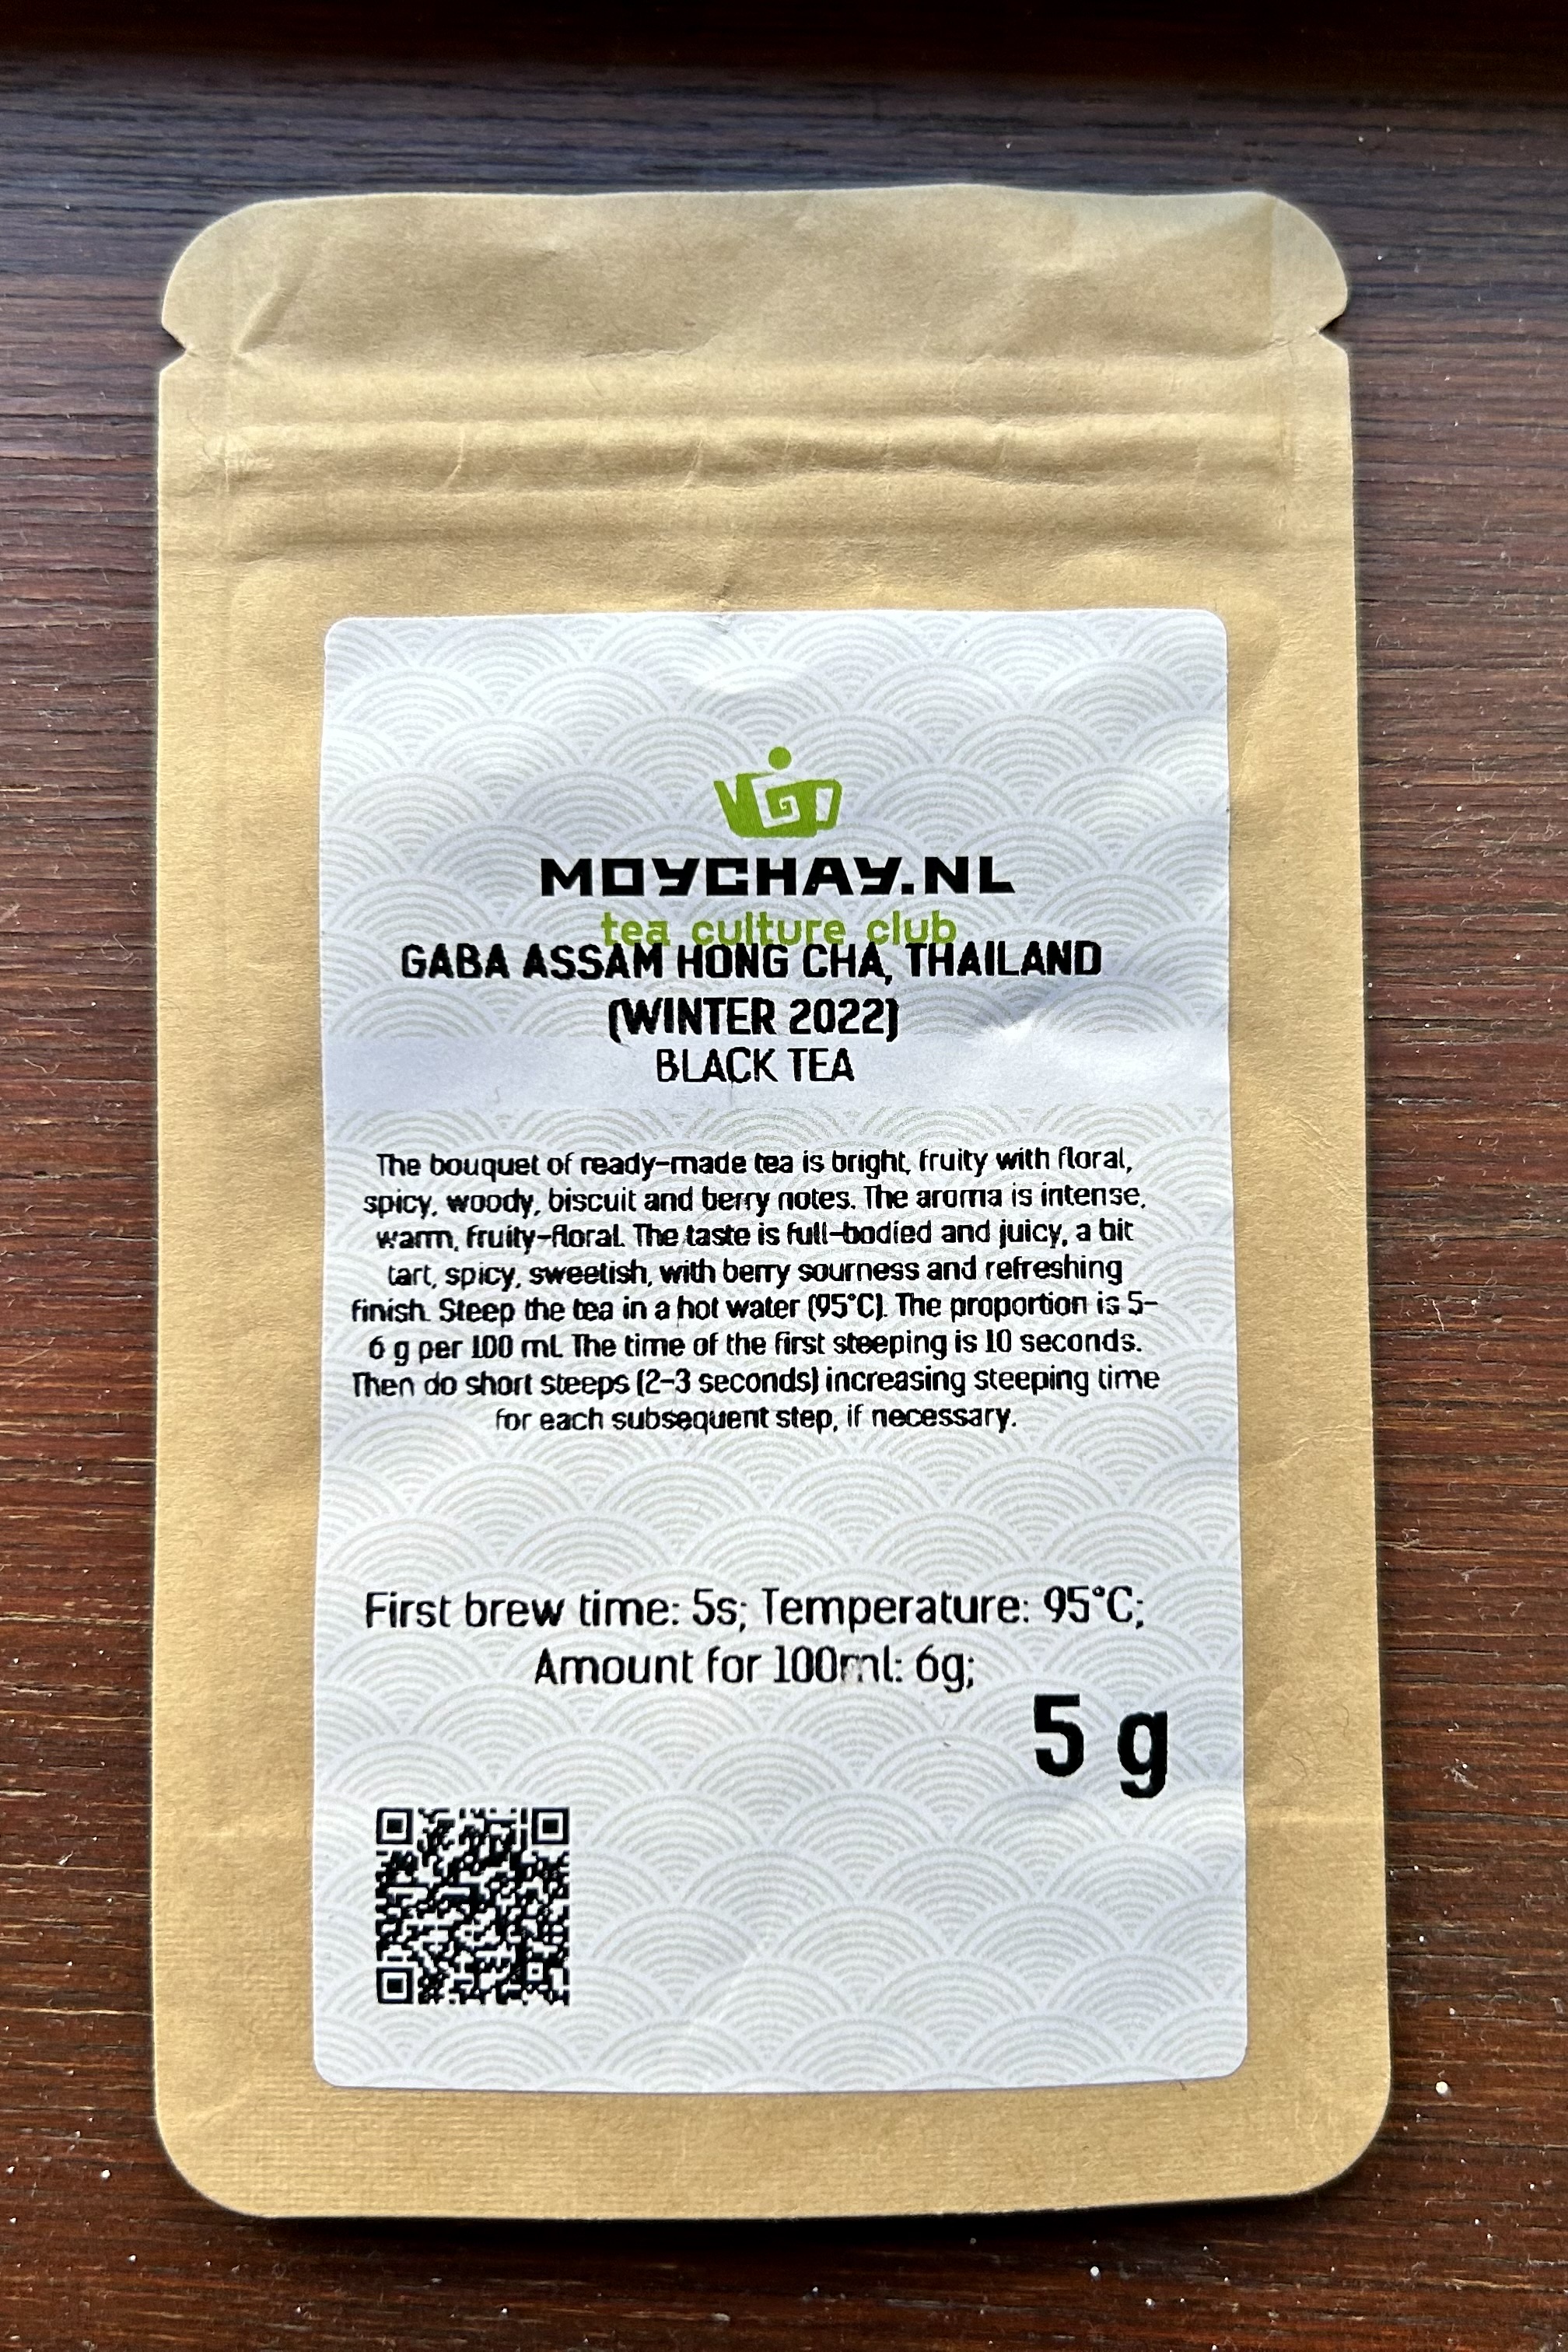 MOYCHAY.NL
tea culture club
GABA ASSAM HONG CHA, THAILAND
(WINTER 2022)
BLACK TEA
The bouquet of ready-made tea is bright, fruity with floral,
spicy, woody, biscuit and berry notes. The aroma is intense,
warm, fruity-floral. The taste is full-bodied and juicy, a bit
tart, spicy, sweetish, with berry sourness and refreshing
finish. Steep the tea in a hot water (95°C). The proportion is 5-
6 g per 100 ml. The time of the first steeping is 10 seconds.
Then do short steeps (2-3 seconds) increasing steeping time
for each subsequent step, if necessary.
First brew time: 5s; Temperature: 95°C;
Amount for 100ml: 6g;
5 g